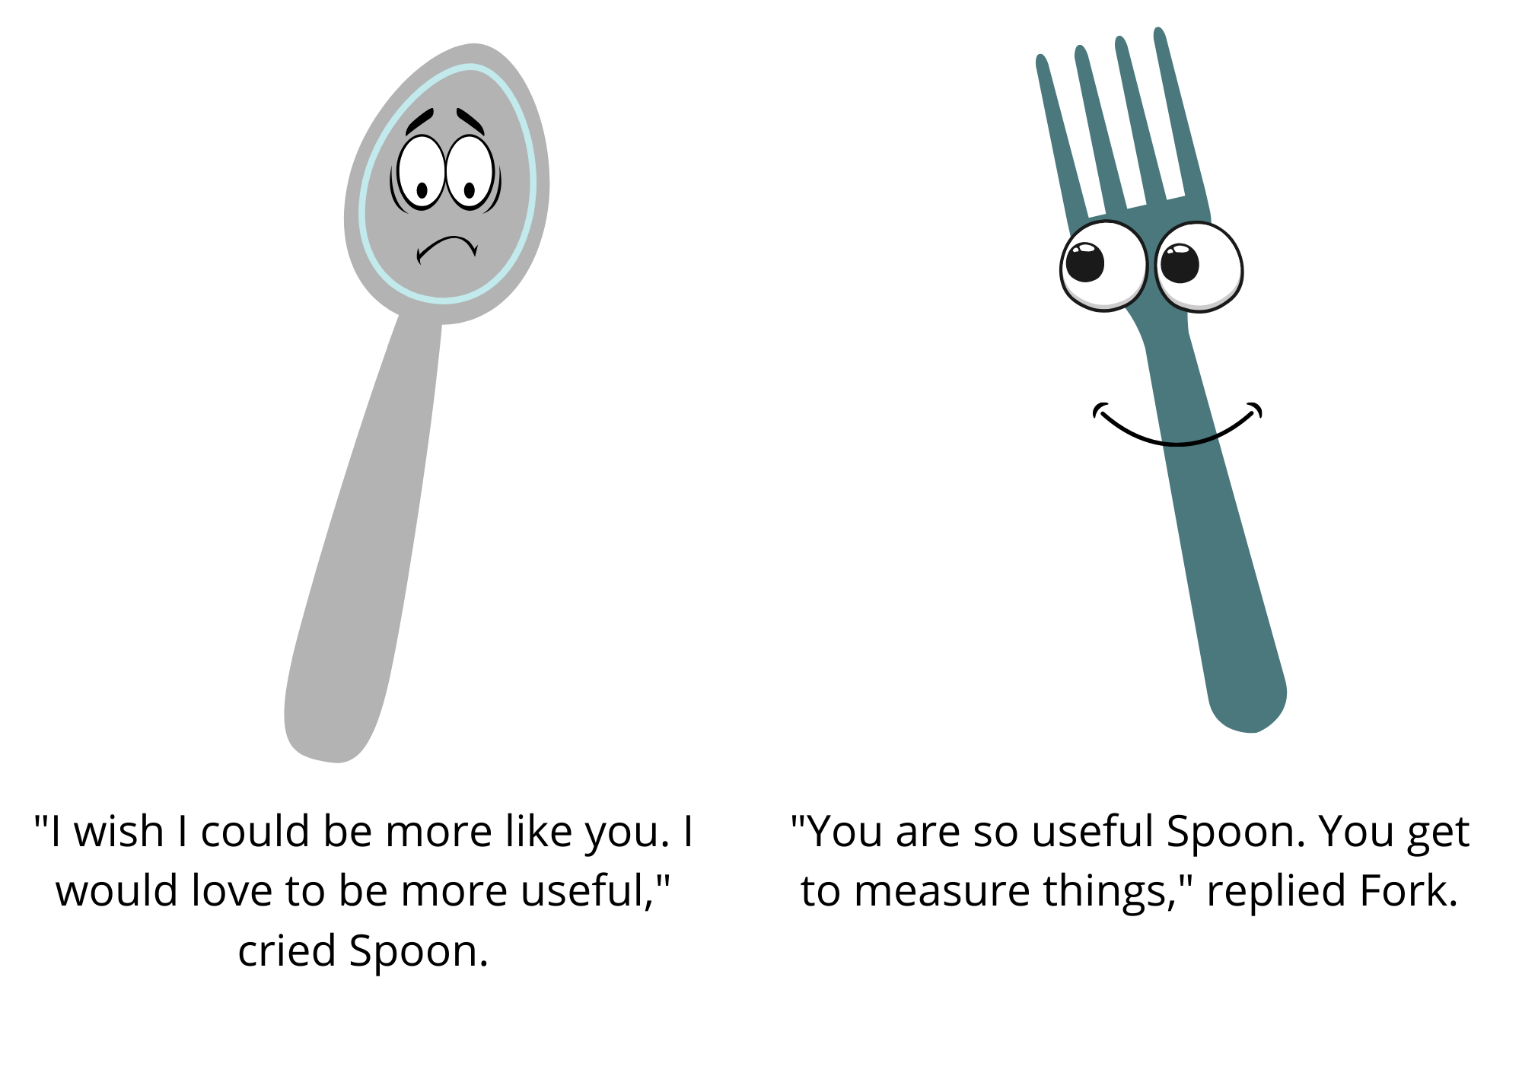 "I wish I could be more like you. I
would love to be more useful,"
cried Spoon.
"You are so useful Spoon. You get
to measure things," replied Fork.